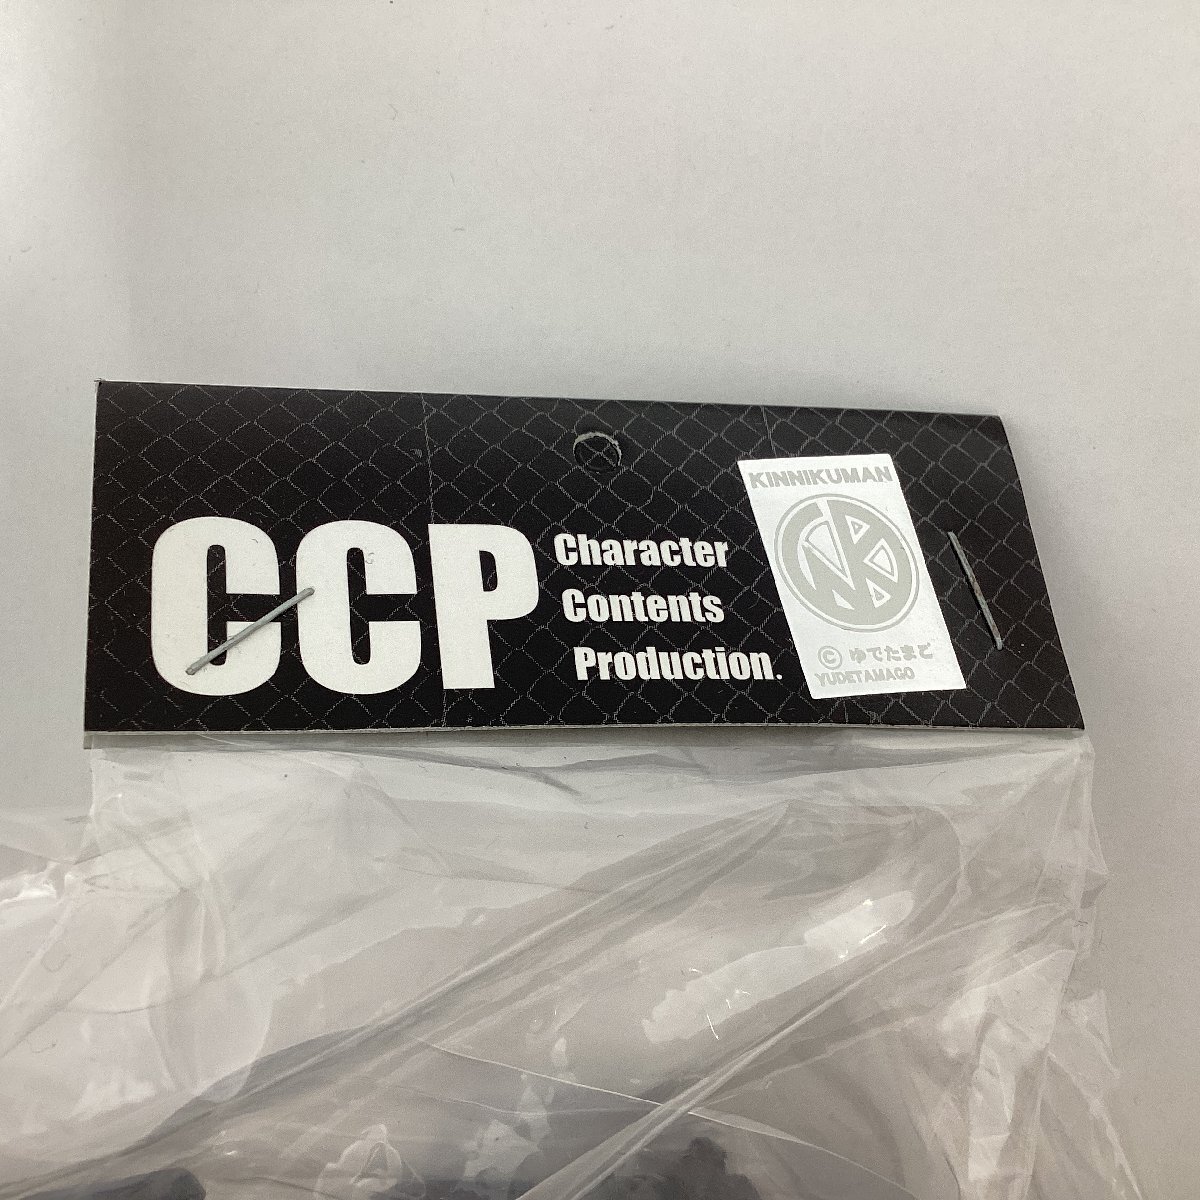 CCP
Character
Contents
Production.
KINNIKUMAN
© ゆでたまご
YUDETAMAGO